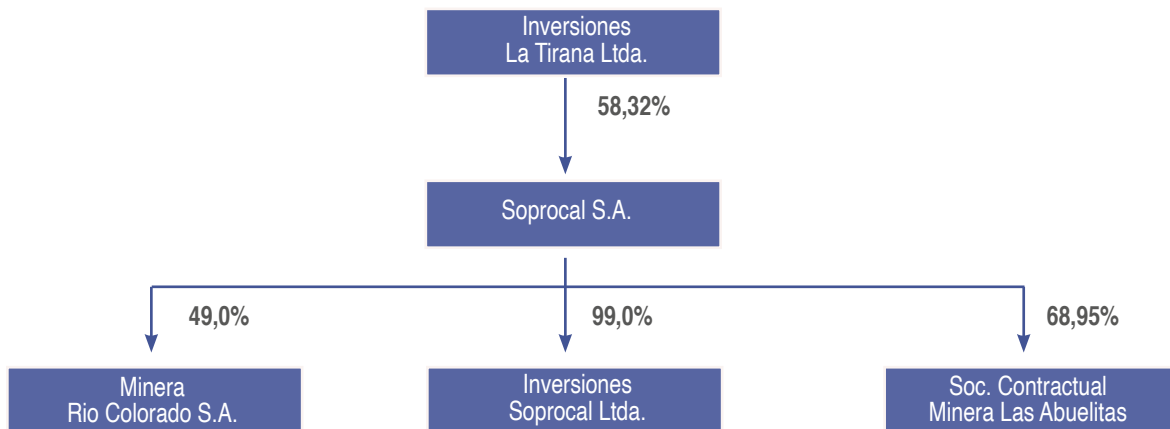 Inversiones
La Tirana Ltda.
58,32%
Soprocal S.A.
49,0%
99,0%
68,95%
Minera
Rio Colorado S.A.
Inversiones
Soprocal Ltda.
Soc. Contractual
Minera Las Abuelitas